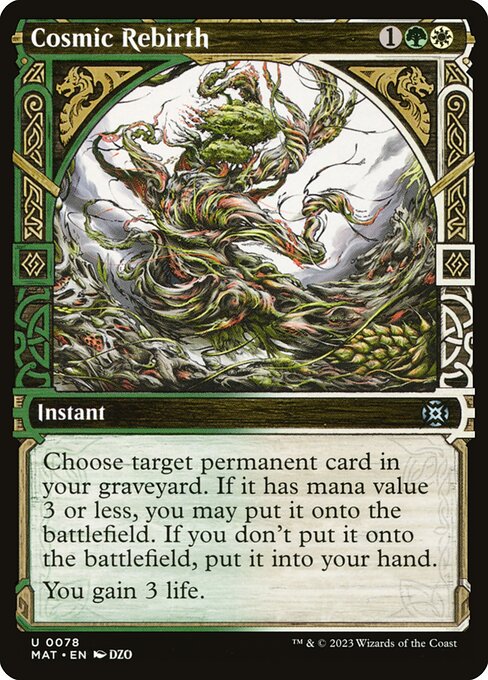 Cosmic Rebirth 1
Instant
Choose target permanent card in
your graveyard. If it has mana value
3 or less, you may put it onto the
battlefield. If you don't put it onto
the battlefield, put it into your hand.
You gain 3 life.
U 0078
MAT • EN DZO
™ & © 2023 Wizards of the Coast